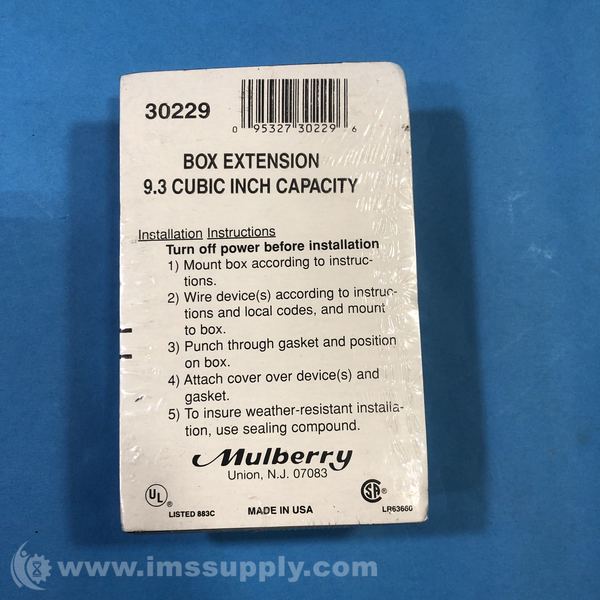 30229
0 95327 30229 6
BOX EXTENSION
9.3 CUBIC INCH CAPACITY
Installation Instructions
Turn off power before installation
1) Mount box according to instruc-
tions.
2) Wire device(s) according to instruc-
tions and local codes, and mount
to box.
3) Punch through gasket and position
on box.
4) Attach cover over device(s) and
gasket.
5) To insure weather-resistant installa-
tion, use sealing compound.
Mulberry
Union, N.J. 07083
UL ®
SA ®
LISTED 883C
MADE IN USA
LR63660
www.imssupply.com